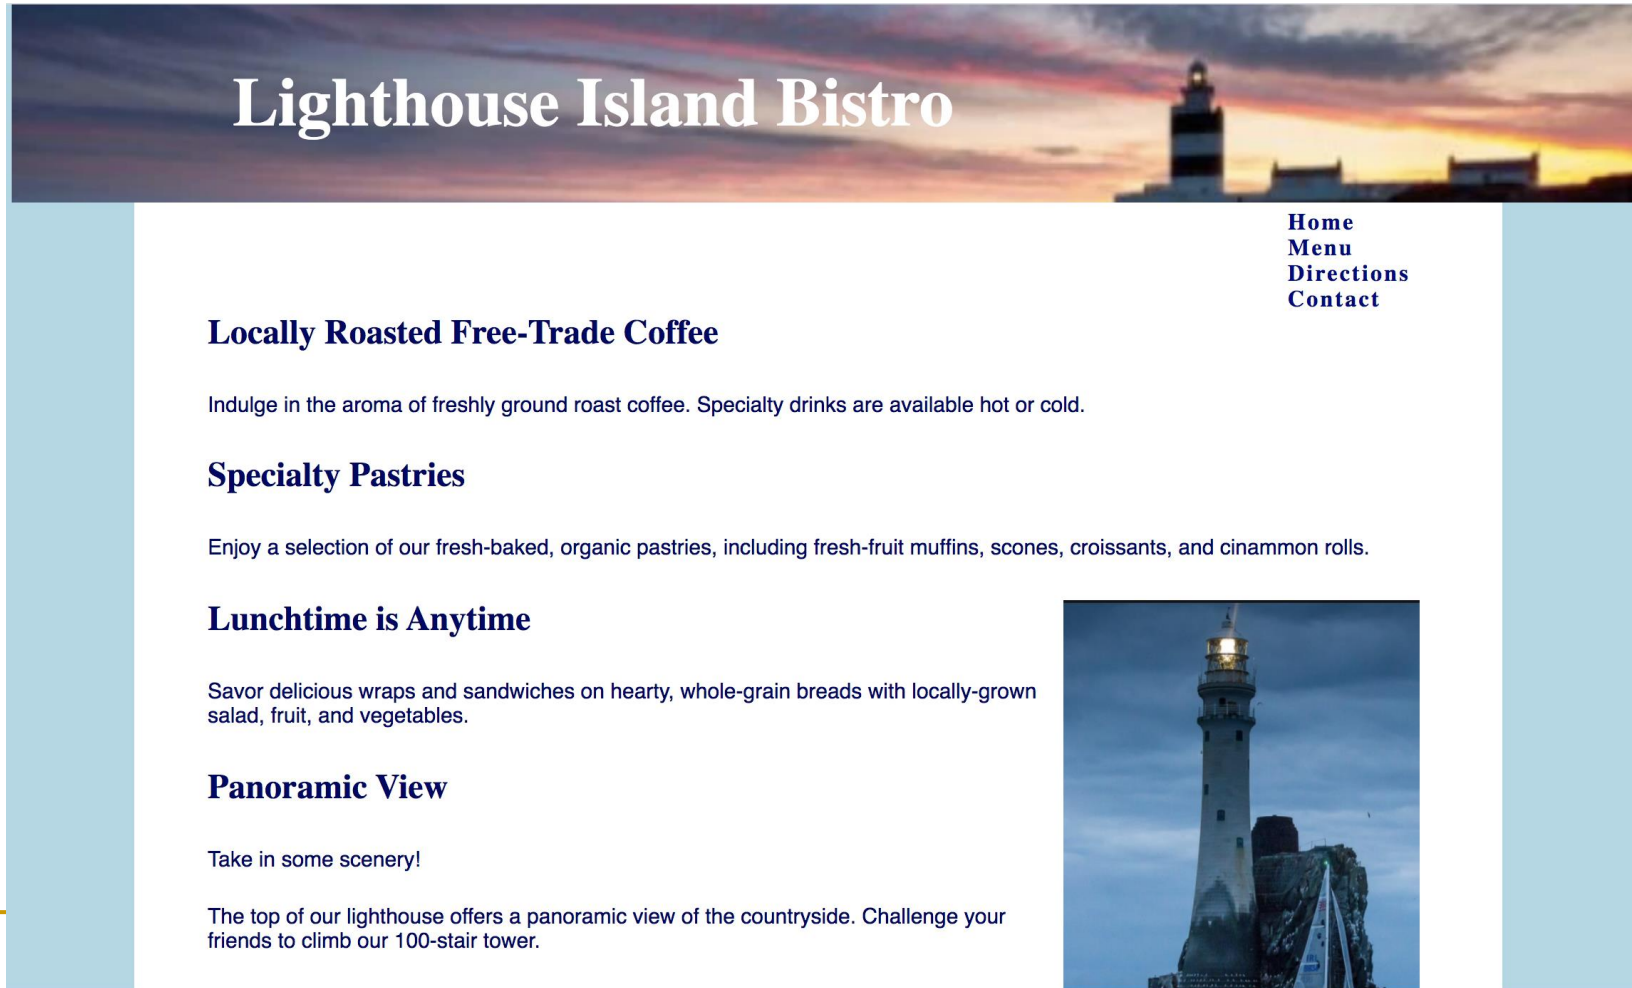 Lighthouse Island Bistro
Home
Menu
Directions
Contact
Locally Roasted Free-Trade Coffee
Indulge in the aroma of freshly ground roast coffee. Specialty drinks are available hot or cold.
Specialty Pastries
Enjoy a selection of our fresh-baked, organic pastries, including fresh-fruit muffins, scones, croissants, and cinammon rolls.
Lunchtime is Anytime
Savor delicious wraps and sandwiches on hearty, whole-grain breads with locally-grown
salad, fruit, and vegetables.
Panoramic View
Take in some scenery!
The top of our lighthouse offers a panoramic view of the countryside. Challenge your
friends to climb our 100-stair tower.